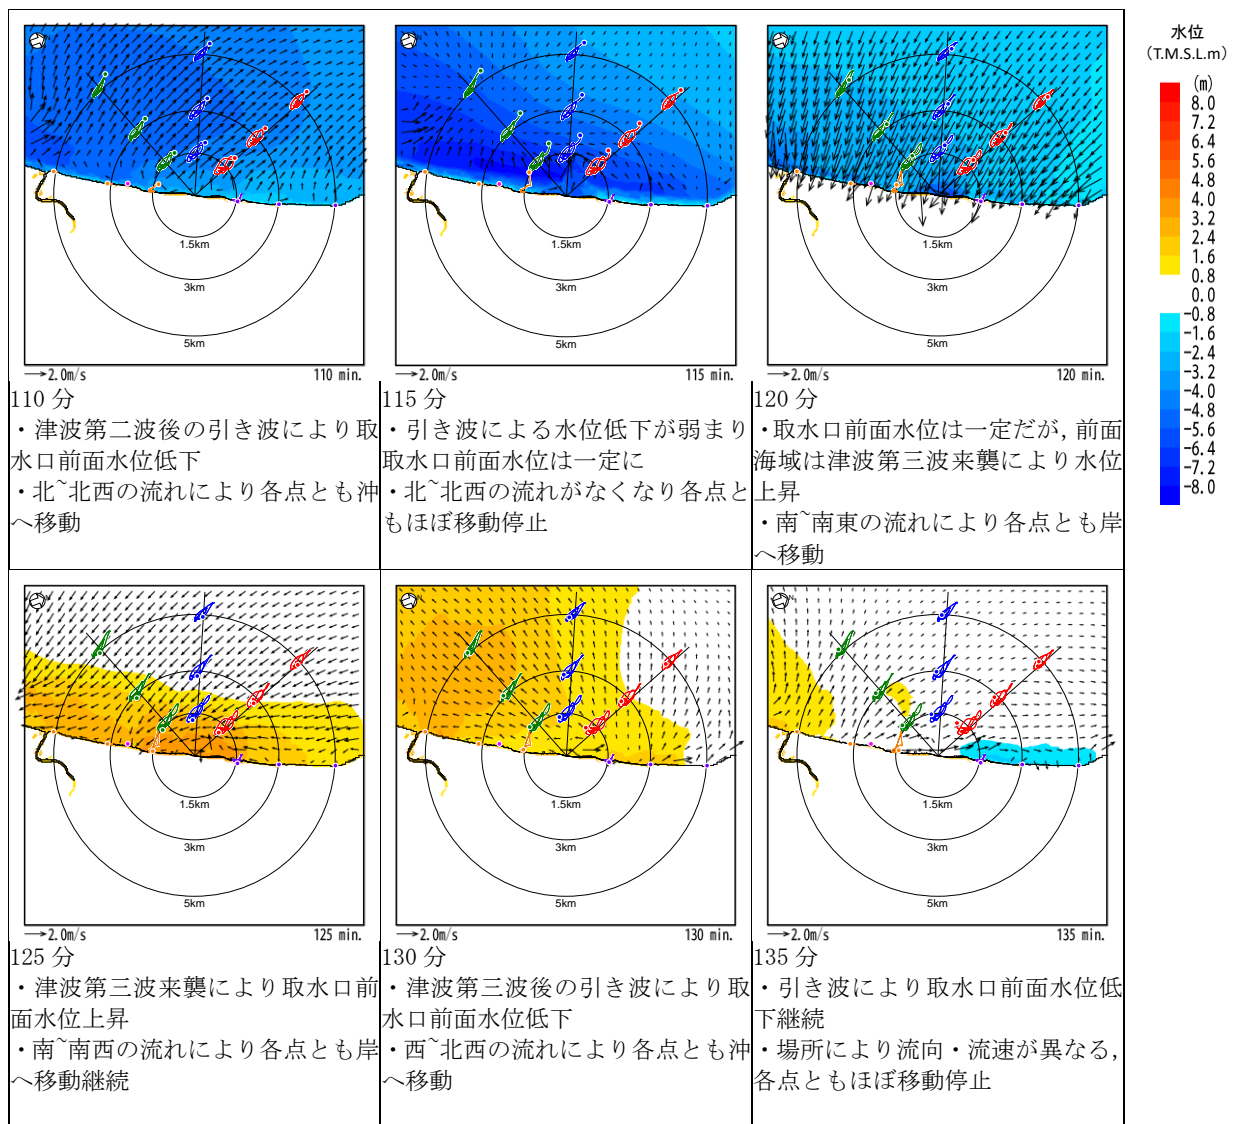 水位
(T.M.S.L.m)
(m)
8.0
7.2
6.4
5.6
4.8
4.0
3.2
2.4
1.6
0.8
0.0
-0.8
-1.6
-2.4
-3.2
-4.0
-4.8
-5.6
-6.4
-7.2
-8.0
N
1.5km
3km
5km
2.0m/s
110 min.
110 分
・津波第二波後の引き波により取
水口前面水位低下
・北~北西の流れにより各点とも沖
へ移動
N
1.5km
3km
5km
2.0m/s
115 min.
115 分
・引き波による水位低下が弱まり
取水口前面水位は一定に
・北~北西の流れがなくなり各点と
もほぼ移動停止
N
1.5km
3km
5km
2.0m/s
120 min.
120 分
・取水口前面水位は一定だが，前面
海域は津波第三波来襲により水位
上昇
・南~南東の流れにより各点とも岸
へ移動
N
1.5km
3km
5km
2.0m/s
125 min.
125 分
・津波第三波来襲により取水口前
面水位上昇
・南~南西の流れにより各点とも岸
へ移動継続
N
1.5km
3km
5km
2.0m/s
130 min.
130 分
・津波第三波後の引き波により取
水口前面水位低下
・西~北西の流れにより各点とも沖
へ移動
N
1.5km
3km
5km
2.0m/s
135 min.
135 分
・引き波により取水口前面水位低
下継続
・場所により流向・流速が異なる，
各点ともほぼ移動停止